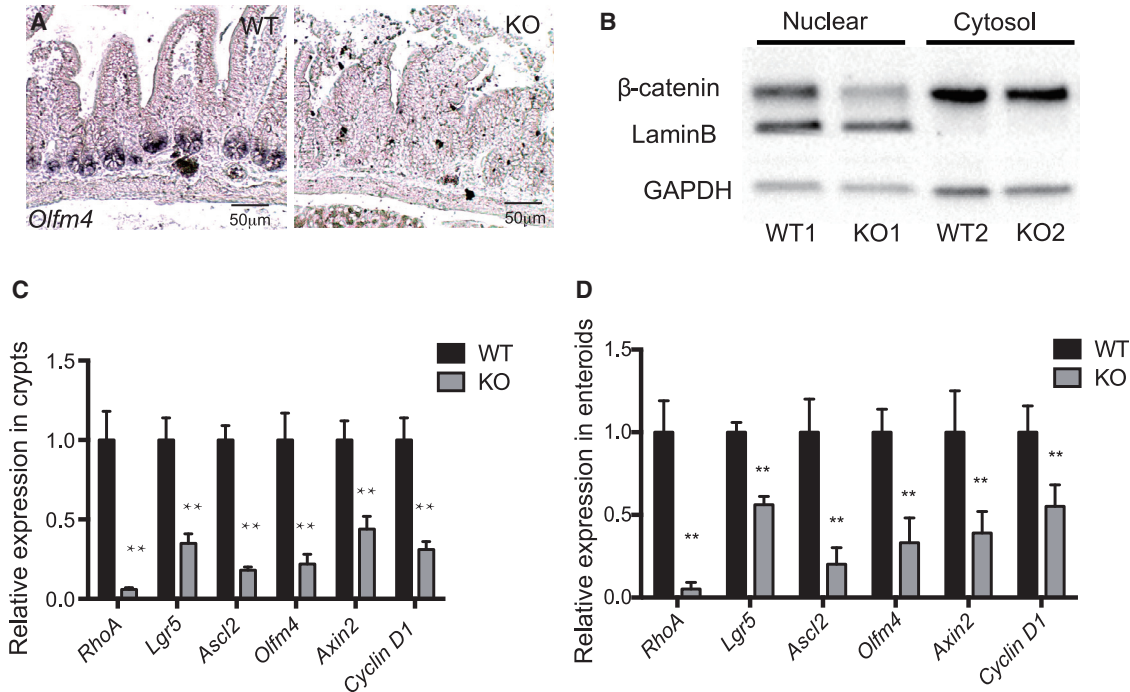 A
WT
KO
Olfm4
50μm
50μm
B
Nuclear
Cytosol
β-catenin
LaminB
GAPDH
WT1
KO1
WT2
KO2
C
Relative expression in crypts
1.5
1.0
0.5
0.0
WT
KO
**
**
**
**
**
**
RhoA
Lgr5
Ascl2
Olfm4
Axin2
Cyclin D1
D
Relative expression in enteroids
1.5
1.0
0.5
0.0
WT
KO
**
**
**
**
**
**
RhoA
Lgr5
Ascl2
Olfm4
Axin2
Cyclin D1